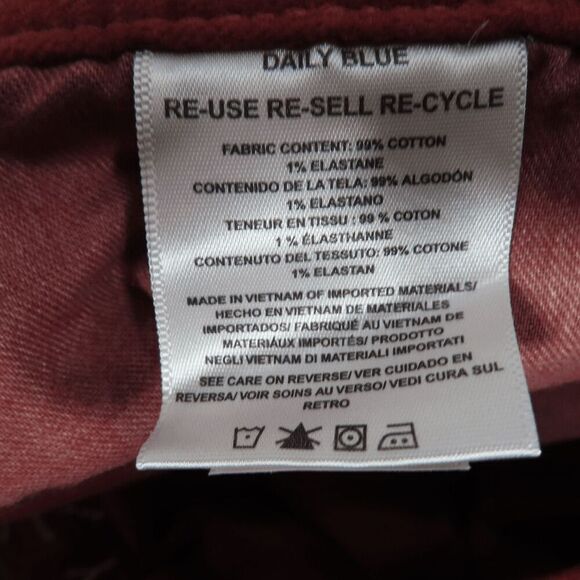 DAILY BLUE
RE-USE RE-SELL RE-CYCLE
FABRIC CONTENT: 99% COTTON
1% ELASTANE
CONTENIDO DE LA TELA: 99% ALGODÓN
1% ELASTANO
TENEUR EN TISSU : 99 % COTON
1 % ÉLASTHANNE
CONTENUTO DEL TESSUTO: 99% COTONE
1% ELASTAN
MADE IN VIETNAM OF IMPORTED MATERIALS/
HECHO EN VIETNAM DE MATERIALES
IMPORTADOS/ FABRIQUÉ AU VIETNAM DE
MATERIAUX IMPORTÉS/ PRODOTTO
NEGLI VIETNAM DI MATERIALI IMPORTATI
SEE CARE ON REVERSE/ VER CUIDADO EN
REVERSA/ VOIR SOINS AU VERSO/ VEDI CURA SUL
RETRO